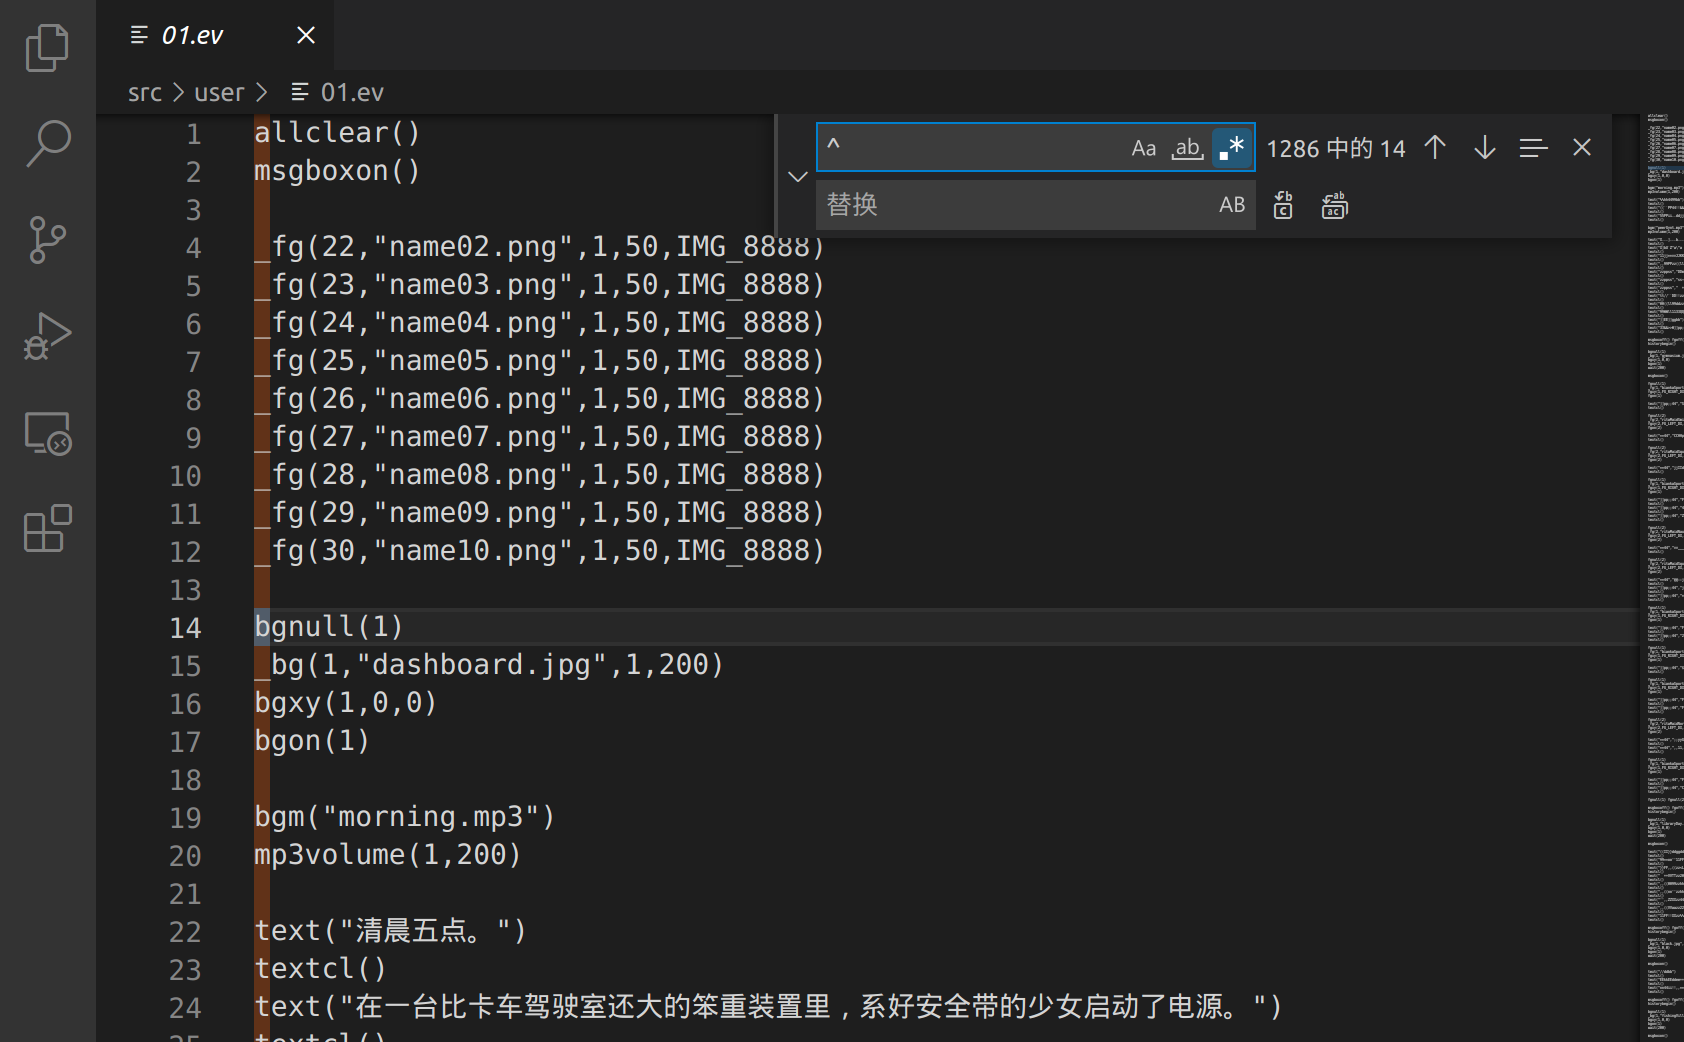 01.ev
src > user > 01.ev
^ Aa ab .* 1286 中的 14
替换 AB
1 allclear()
2 msgboxon()
3
4 _fg(22,"name02.png",1,50,IMG_8888)
5 _fg(23,"name03.png",1,50,IMG_8888)
6 _fg(24,"name04.png",1,50,IMG_8888)
7 _fg(25,"name05.png",1,50,IMG_8888)
8 _fg(26,"name06.png",1,50,IMG_8888)
9 _fg(27,"name07.png",1,50,IMG_8888)
10 _fg(28,"name08.png",1,50,IMG_8888)
11 _fg(29,"name09.png",1,50,IMG_8888)
12 _fg(30,"name10.png",1,50,IMG_8888)
13
14 bgnull(1)
15 _bg(1,"dashboard.jpg",1,200)
16 bgxy(1,0,0)
17 bgon(1)
18
19 bgm("morning.mp3")
20 mp3volume(1,200)
21
22 text("清晨五点。")
23 textcl()
24 text("在一台比卡车驾驶室还大的笨重装置里，系好安全带的少女启动了电源。")
25 textcl()